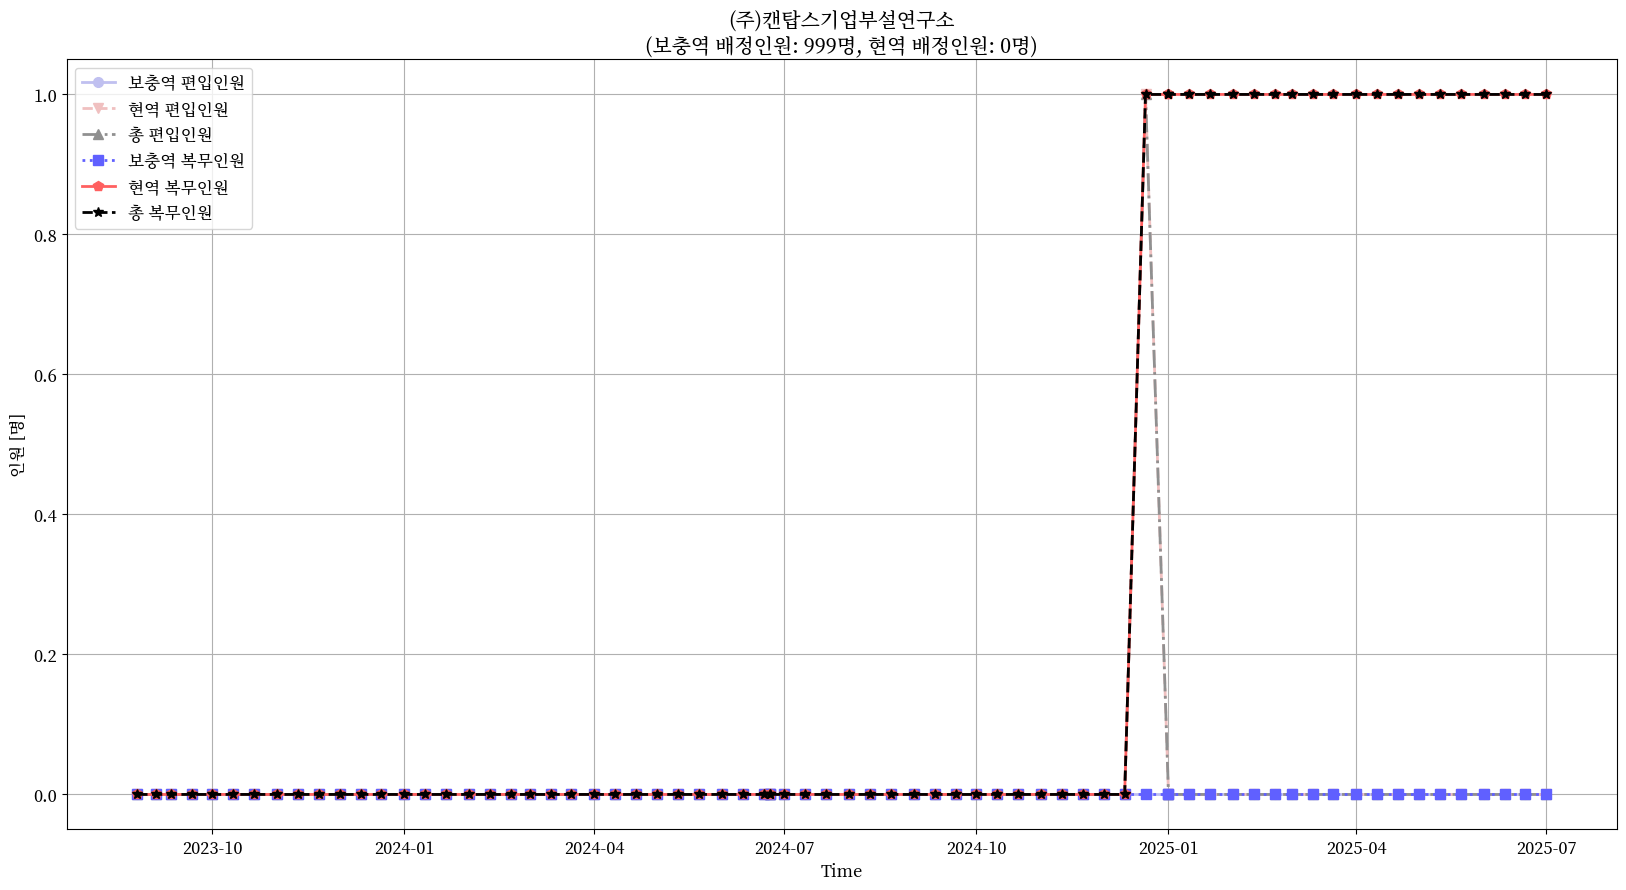 (주)캔탑스기업부설연구소
(보충역 배정인원: 999명, 현역 배정인원: 0명)
보충역 편입인원
현역 편입인원
총 편입인원
보충역 복무인원
현역 복무인원
총 복무인원
1.0
0.8
0.6
0.4
0.2
0.0
인원 [명]
2023-10
2024-01
2024-04
2024-07
2024-10
2025-01
2025-04
2025-07
Time